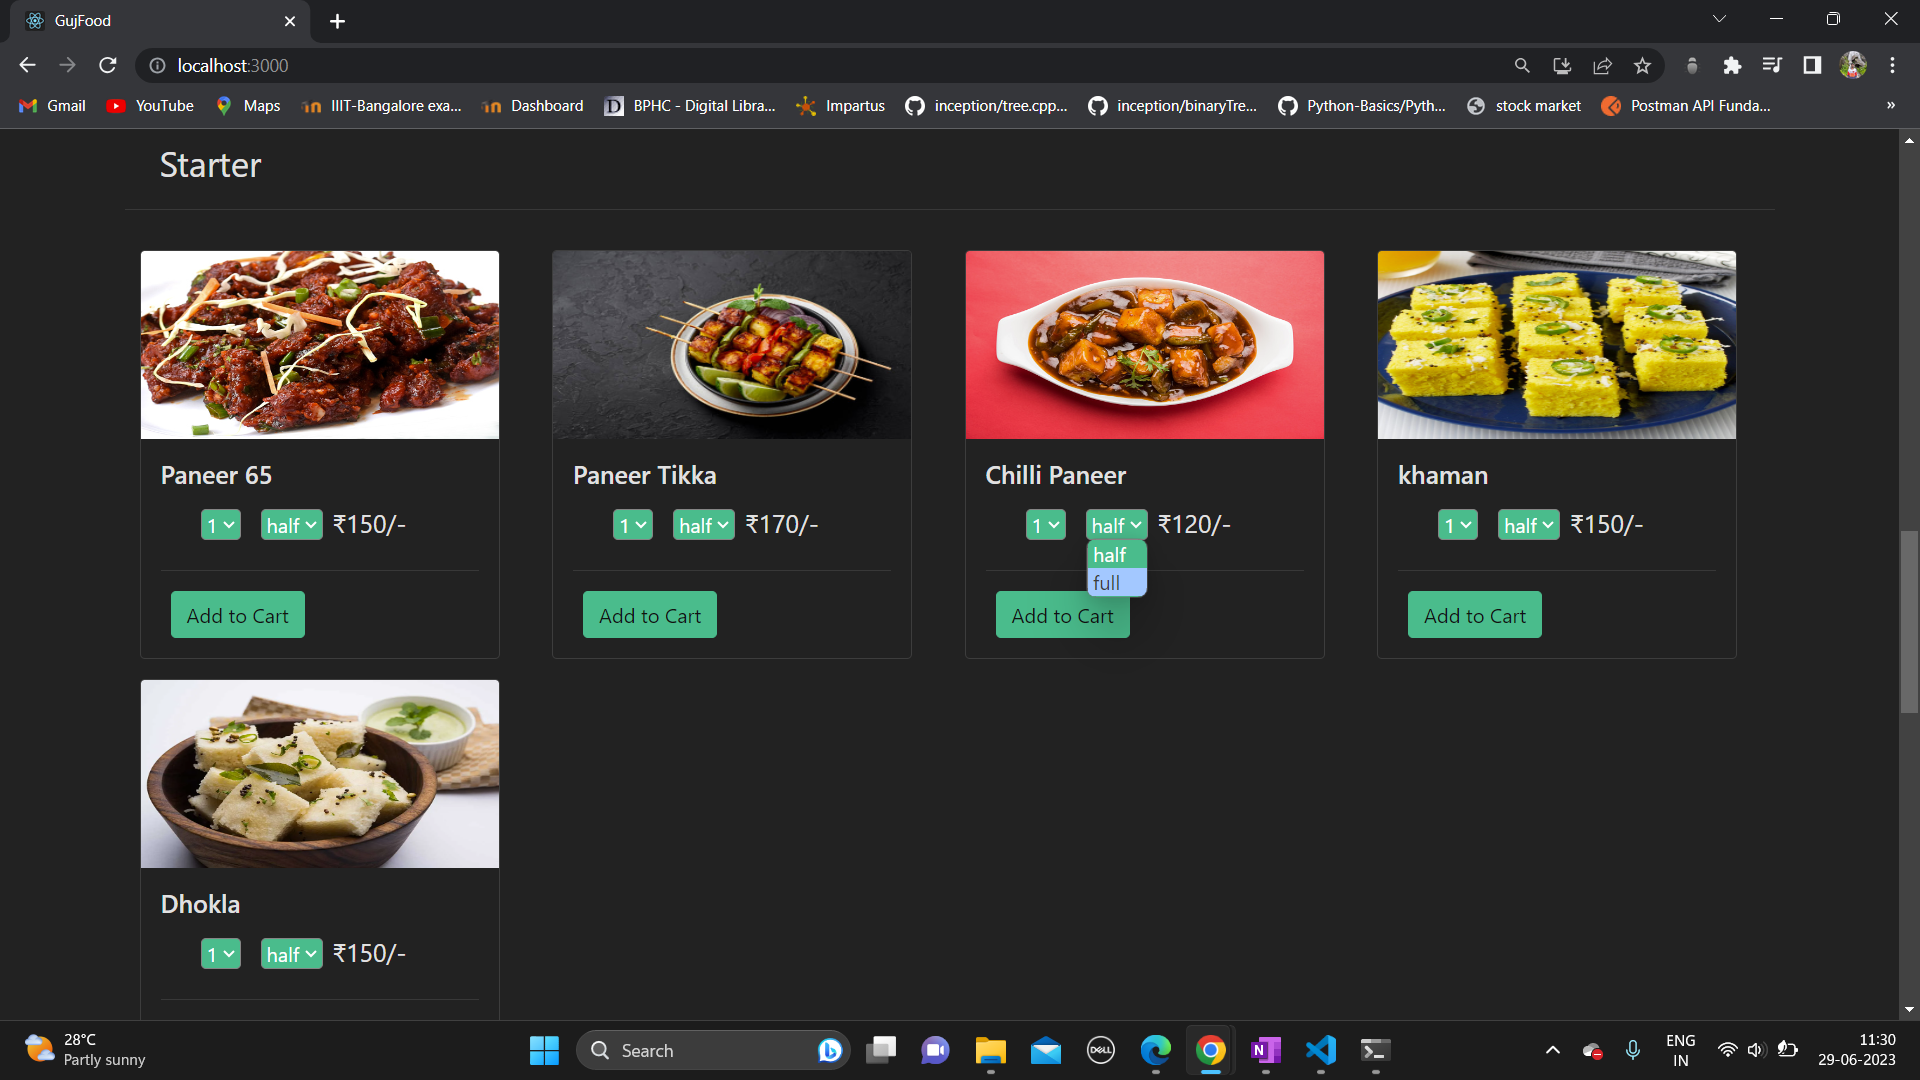 GujFood
localhost:3000
Gmail YouTube Maps IIIT-Bangalore exa... Dashboard BPHC - Digital Libra... Impartus inception/tree.cpp... inception/binaryTre... Python-Basics/Pyth... stock market Postman API Funda... »
Starter
Paneer 65
1 half ₹150/-
Add to Cart
Paneer Tikka
1 half ₹170/-
Add to Cart
Chilli Paneer
1 half ₹120/-
half
full
Add to Cart
khaman
1 half ₹150/-
Add to Cart
Dhokla
1 half ₹150/-
28°C
Partly sunny
Search
DELL
ENG
IN
11:30
29-06-2023